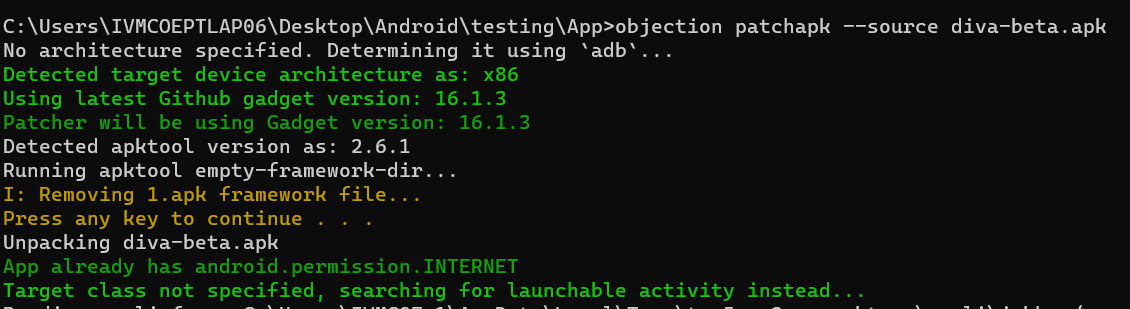 C:\Users\IVMCOEPTLAP06\Desktop\Android\testing\App>objection patchapk --source diva-beta.apk
No architecture specified. Determining it using `adb`...
Detected target device architecture as: x86
Using latest Github gadget version: 16.1.3
Patcher will be using Gadget version: 16.1.3
Detected apktool version as: 2.6.1
Running apktool empty-framework-dir...
I: Removing 1.apk framework file...
Press any key to continue . . .
Unpacking diva-beta.apk
App already has android.permission.INTERNET
Target class not specified, searching for launchable activity instead...